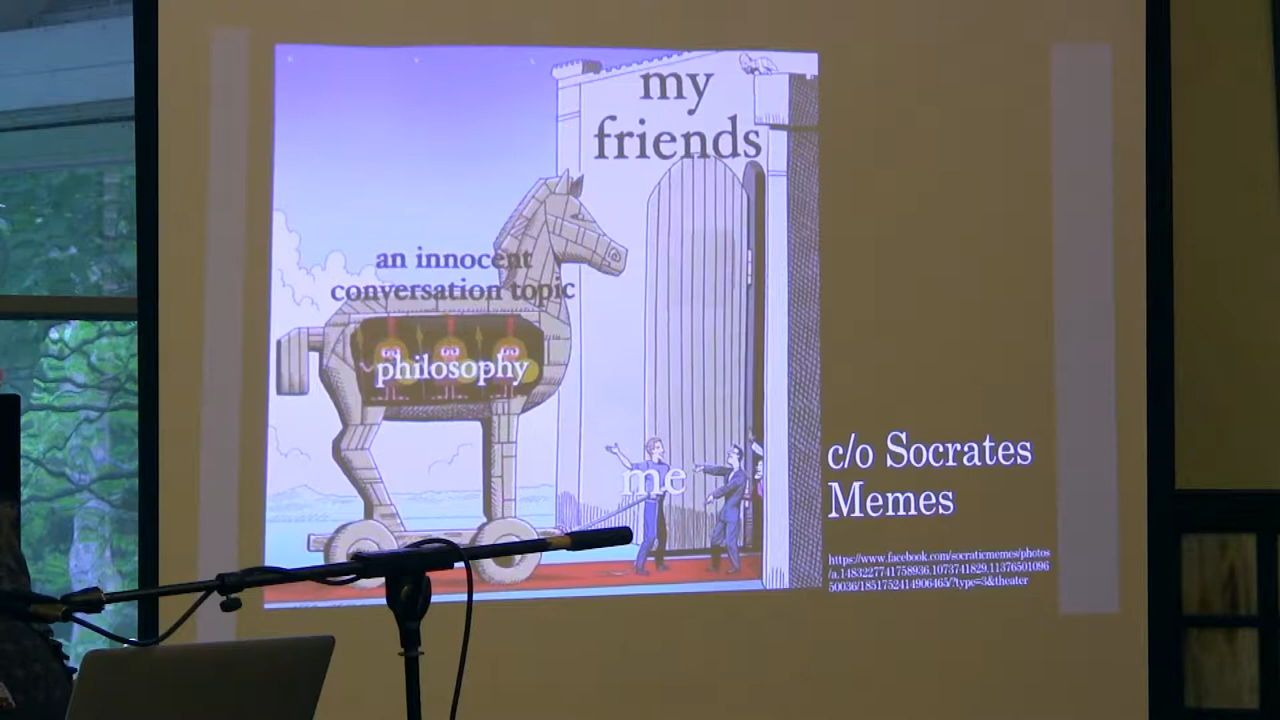 my
friends
an innocent
conversation topic
philosophy
me
c/o Socrates
Memes
https://www.facebook.com/socraticmemes/photos
/a.1483227741758936.1073741829.11376501096
50036/1851752414906465/?type=3&theater